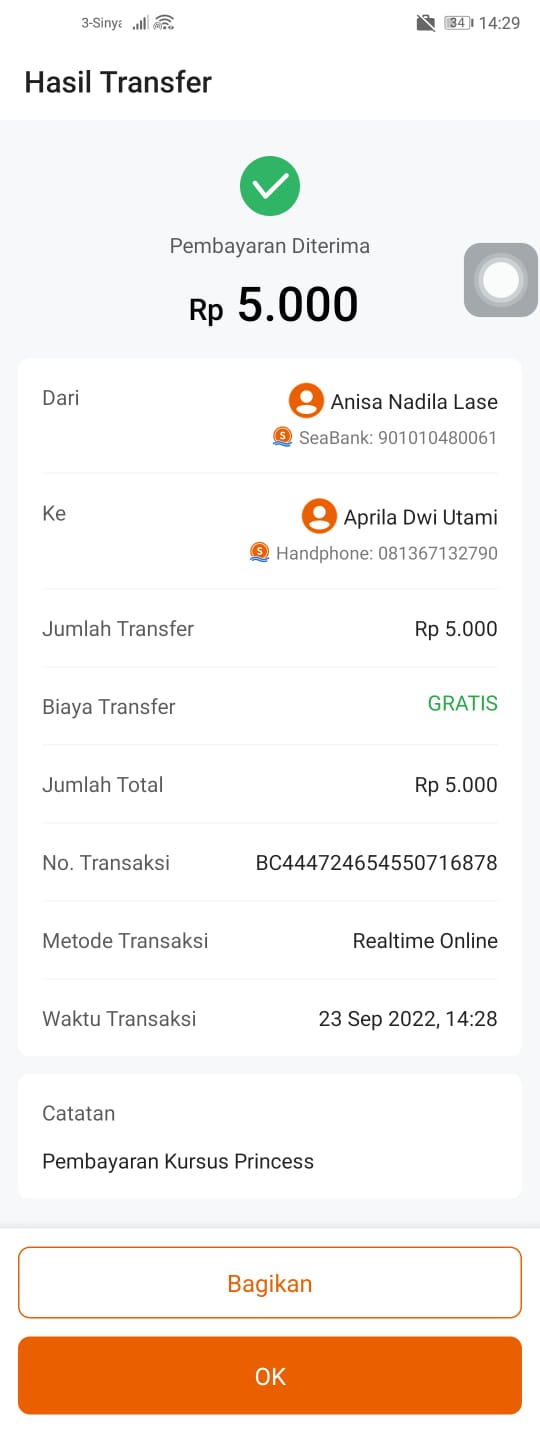 3-Sinya
34
14:29
Hasil Transfer
Pembayaran Diterima
Rp 5.000
Dari
Anisa Nadila Lase
SeaBank: 901010480061
Ke
Aprila Dwi Utami
Handphone: 081367132790
Jumlah Transfer Rp 5.000
Biaya Transfer GRATIS
Jumlah Total Rp 5.000
No. Transaksi BC444724654550716878
Metode Transaksi Realtime Online
Waktu Transaksi 23 Sep 2022, 14:28
Catatan
Pembayaran Kursus Princess
Bagikan
OK